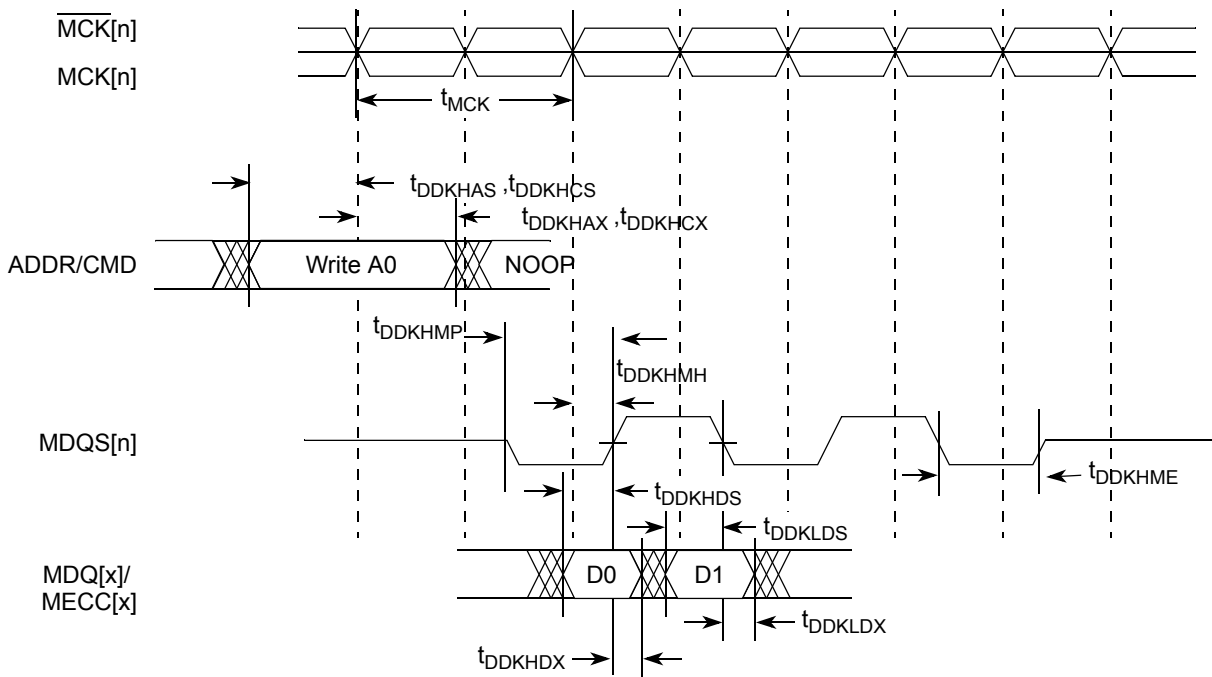 MCK[n]
MCK[n]
tMCK
tDDKHAS ,tDDKHCS
tDDKHAX ,tDDKHCX
ADDR/CMD
Write A0
NOOP
tDDKHMP
tDDKHMH
MDQS[n]
tDDKHME
tDDKHDS
tDDKLDS
MDQ[x]/
MECC[x]
D0
D1
tDDKLDX
tDDKHDX